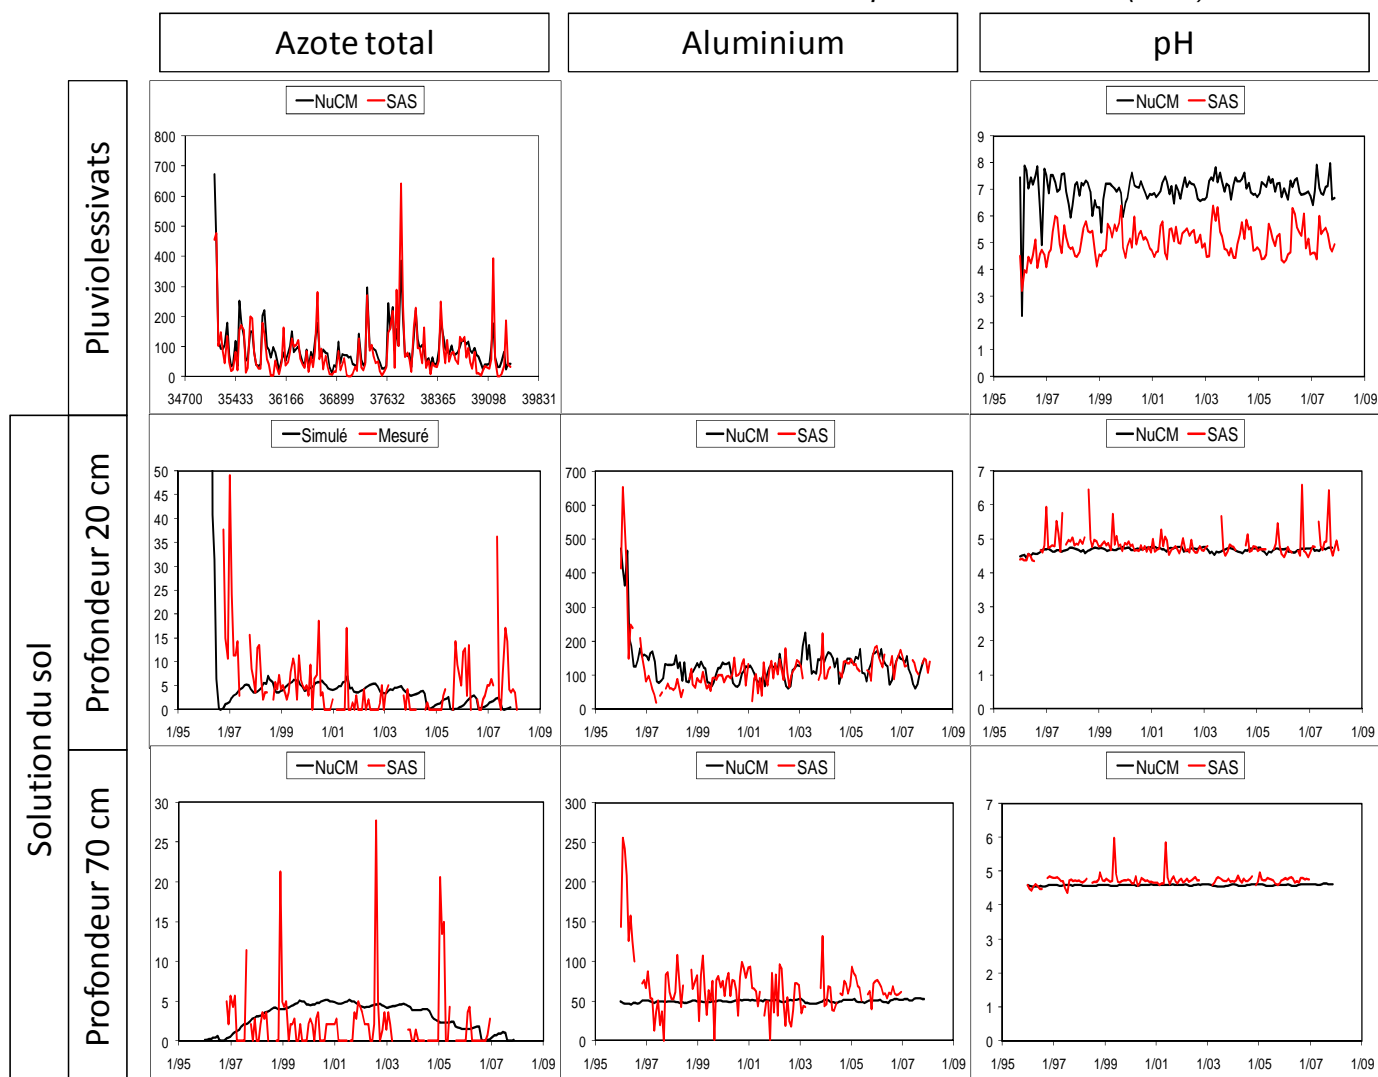 Azote total
Aluminium
pH
Pluviolessivats
NuCM SAS
800
700
600
500
400
300
200
100
0
34700 35433 36166 36899 37632 38365 39098 39831
NuCM SAS
9
8
7
6
5
4
3
2
1
0
1/95 1/97 1/99 1/01 1/03 1/05 1/07 1/09
Solution du sol
Profondeur 20 cm
Simulé Mesuré
50
45
40
35
30
25
20
15
10
5
0
1/95 1/97 1/99 1/01 1/03 1/05 1/07 1/09
NuCM SAS
700
600
500
400
300
200
100
0
1/95 1/97 1/99 1/01 1/03 1/05 1/07 1/09
NuCM SAS
7
6
5
4
3
2
1
0
1/95 1/97 1/99 1/01 1/03 1/05 1/07 1/09
Profondeur 70 cm
NuCM SAS
30
25
20
15
10
5
0
1/95 1/97 1/99 1/01 1/03 1/05 1/07 1/09
NuCM SAS
300
250
200
150
100
50
0
1/95 1/97 1/99 1/01 1/03 1/05 1/07 1/09
NuCM SAS
7
6
5
4
3
2
1
0
1/95 1/97 1/99 1/01 1/03 1/05 1/07 1/09